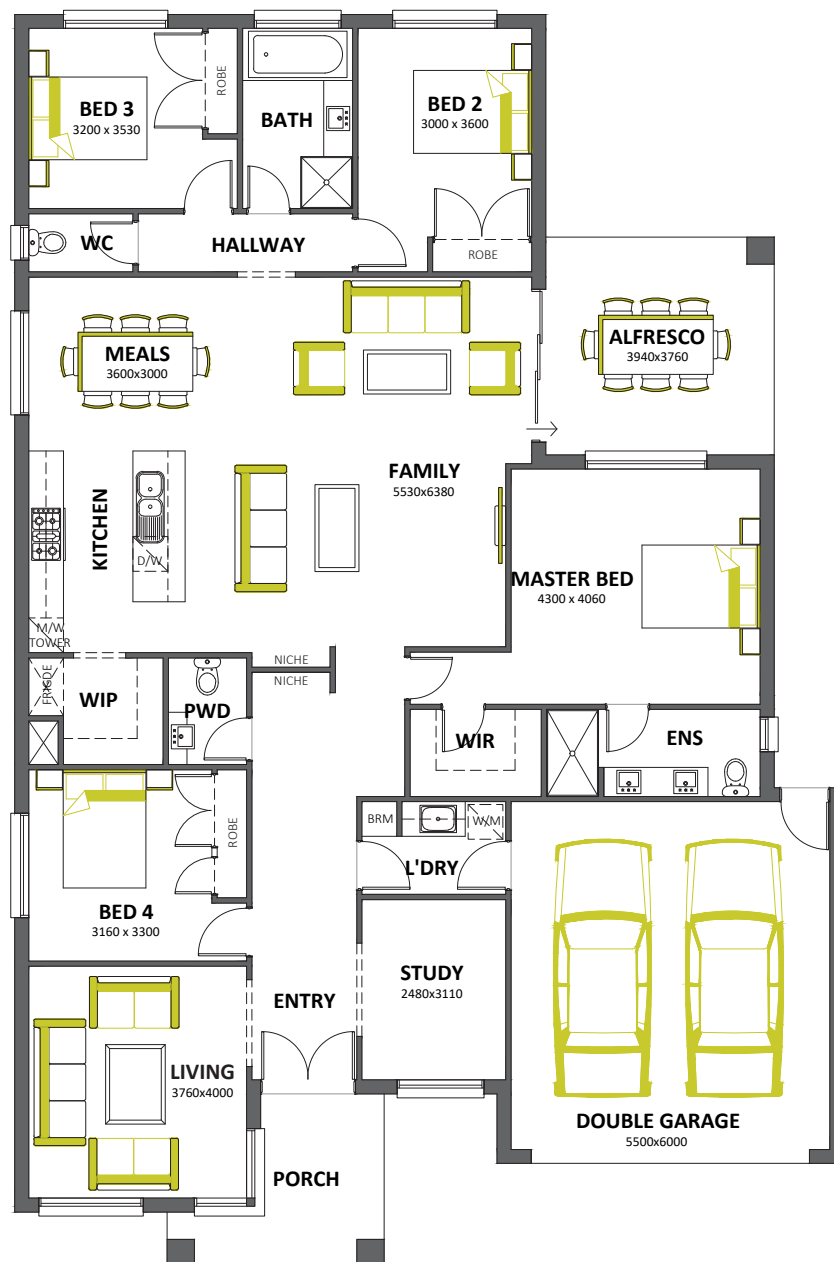 BED 3
3200 x 3530
ROBE
BATH
BED 2
3000 x 3600
WC
HALLWAY
ROBE
MEALS
3600x3000
ALFRESCO
3940x3760
FAMILY
5530x6380
KITCHEN
D/W
MASTER BED
4300 x 4060
M/W
TOWER
NICHE
NICHE
FRIGDE
WIP
PWD
WIR
ENS
BRM
W/M
ROBE
L'DRY
BED 4
3160 x 3300
STUDY
2480x3110
ENTRY
LIVING
3760x4000
DOUBLE GARAGE
5500x6000
PORCH